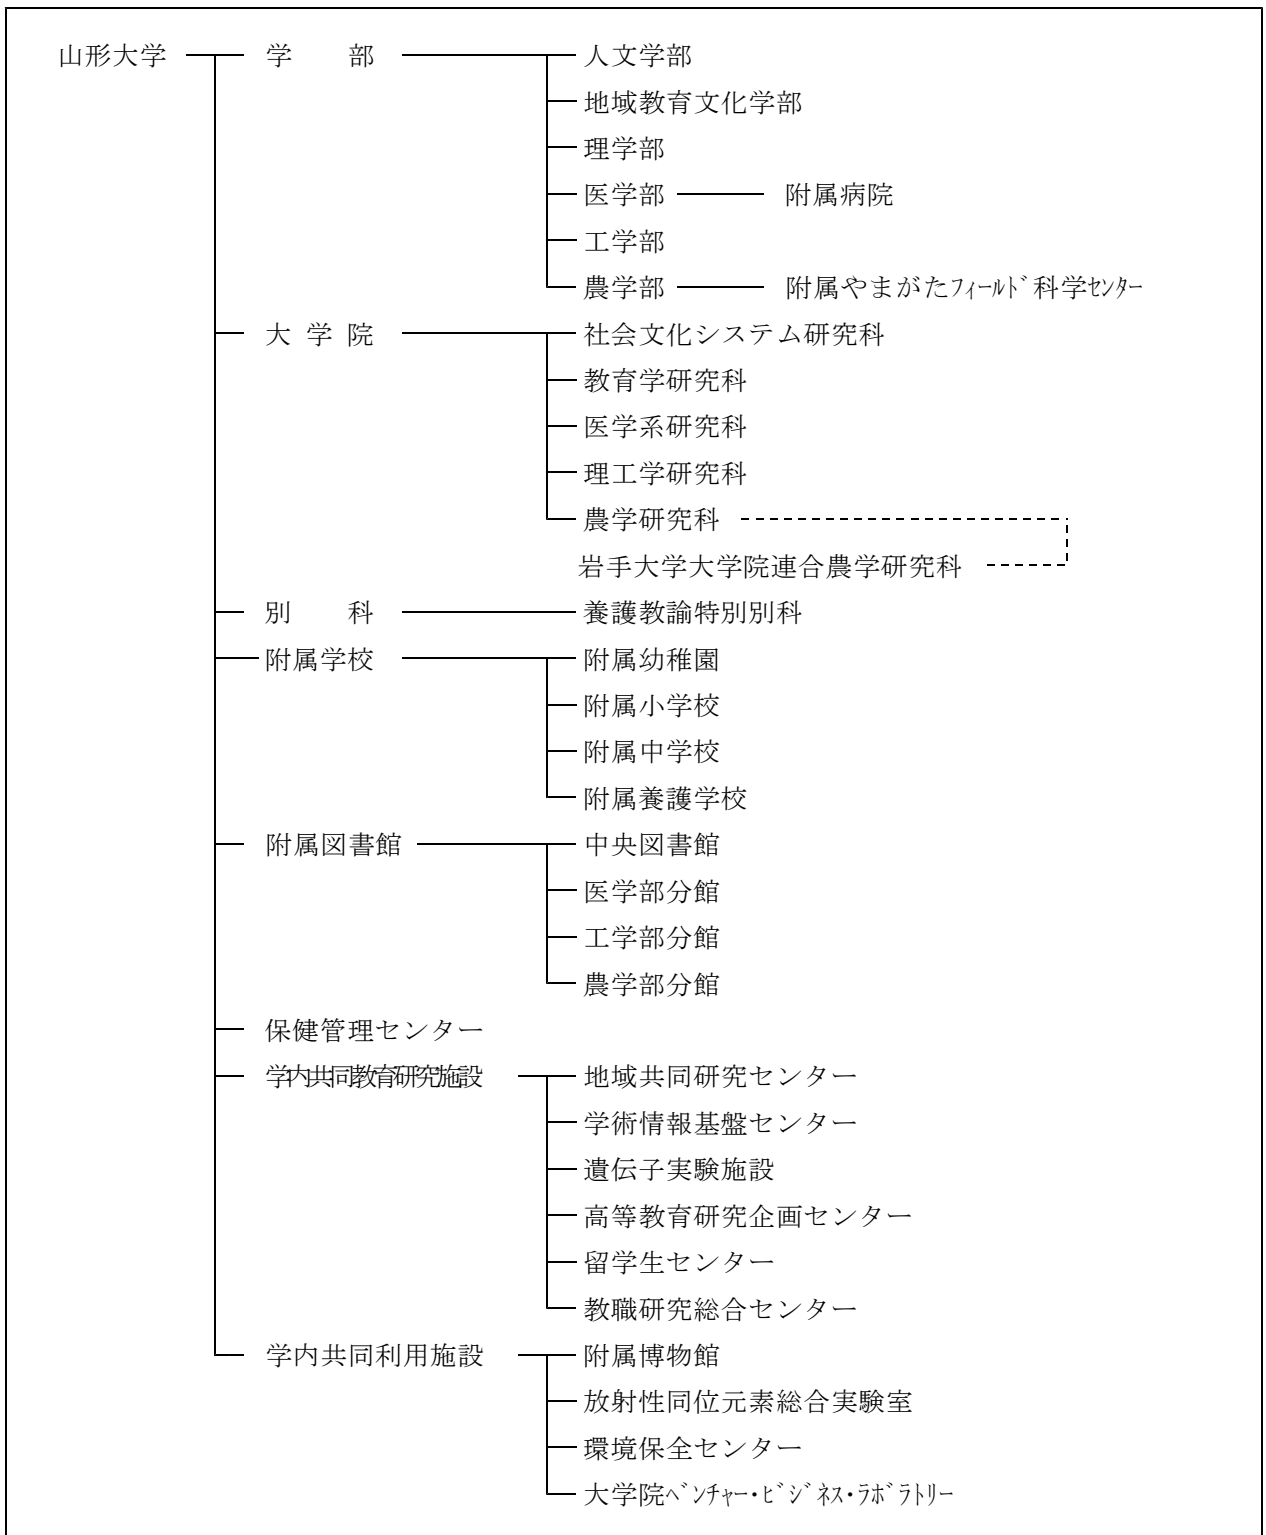 山形大学 学 部 人文学部
地域教育文化学部
理学部
医学部 附属病院
工学部
農学部 附属やまがたフィールド科学センター
大 学 院 社会文化システム研究科
教育学研究科
医学系研究科
理工学研究科
農学研究科
岩手大学大学院連合農学研究科
別 科 養護教諭特別別科
附属学校 附属幼稚園
附属小学校
附属中学校
附属養護学校
附属図書館 中央図書館
医学部分館
工学部分館
農学部分館
保健管理センター
学内共同教育研究施設 地域共同研究センター
学術情報基盤センター
遺伝子実験施設
高等教育研究企画センター
留学生センター
教職研究総合センター
学内共同利用施設 附属博物館
放射性同位元素総合実験室
環境保全センター
大学院ベンチャー・ビジネス・ラボラトリー